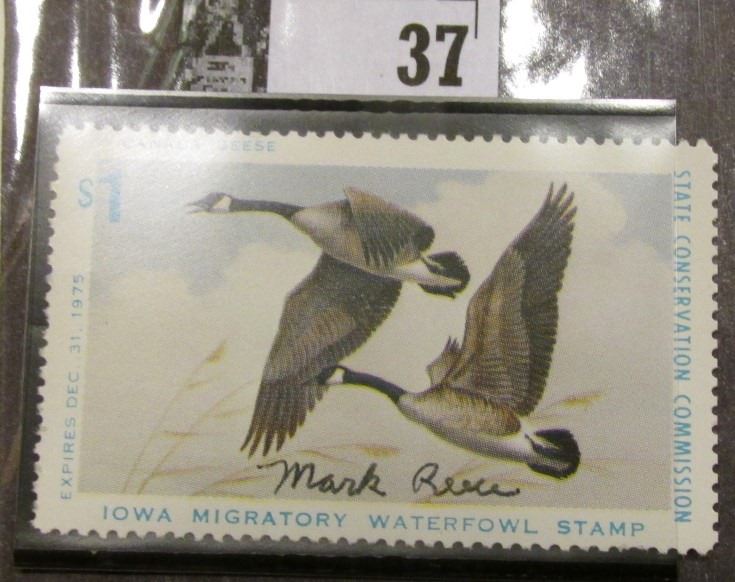 37
CANADA GEESE
$1
EXPIRES DEC. 31, 1975
STATE CONSERVATION COMMISSION
Mark Reece
IOWA MIGRATORY WATERFOWL STAMP